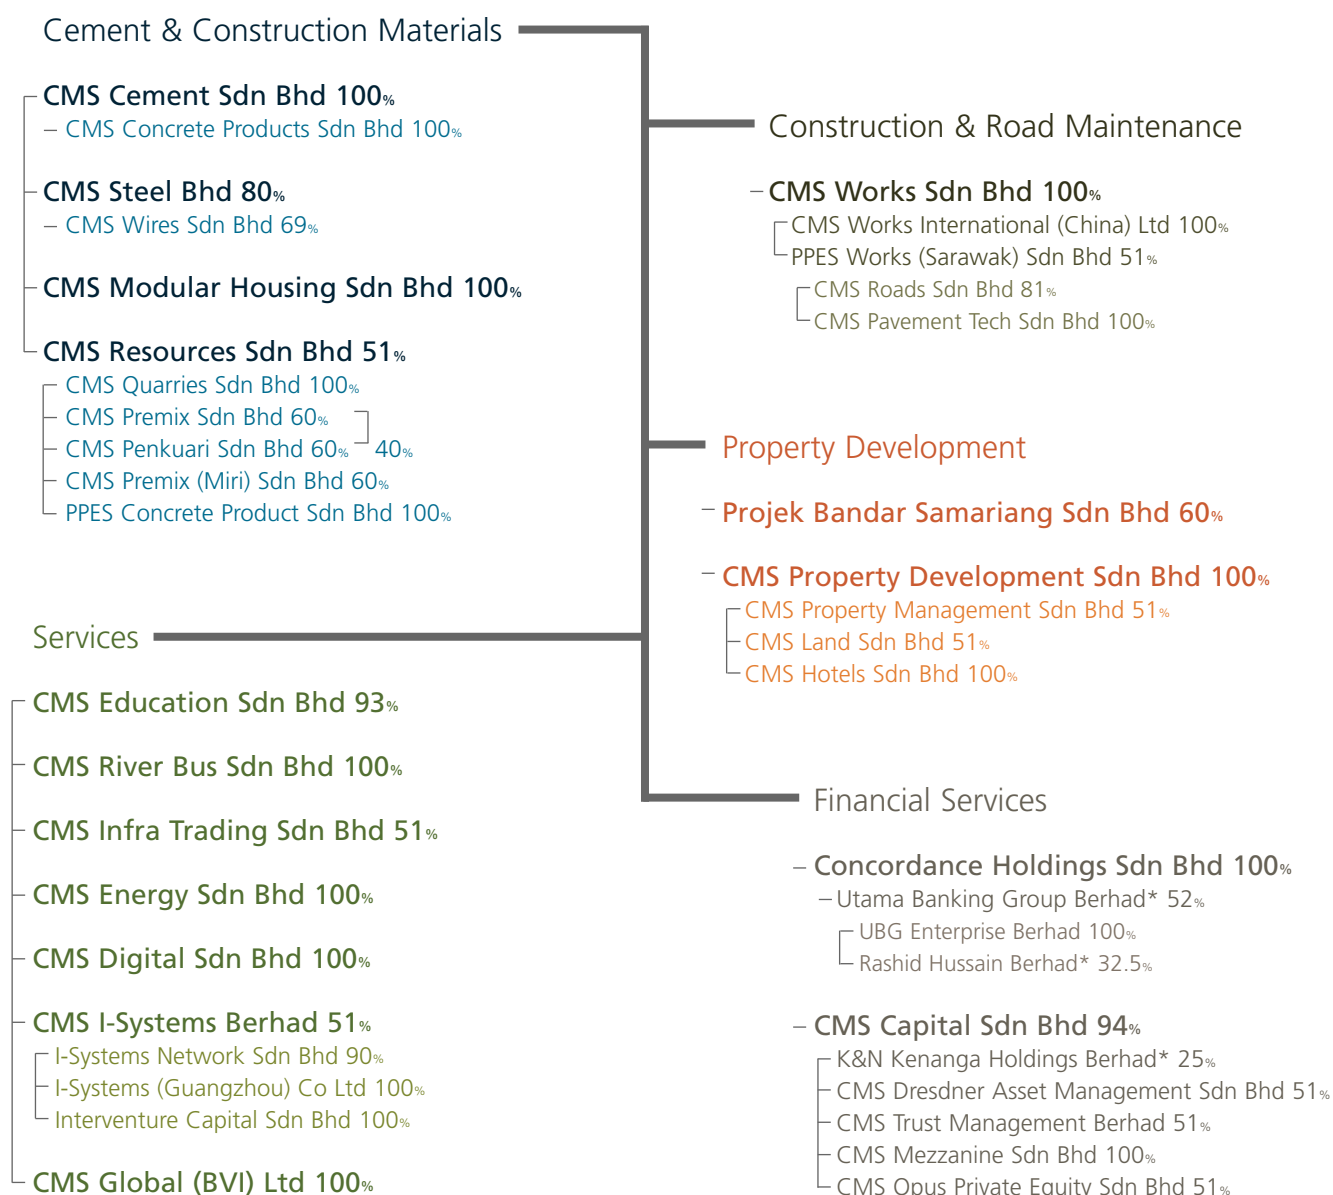 Cement & Construction Materials
CMS Cement Sdn Bhd 100%
CMS Concrete Products Sdn Bhd 100%
CMS Steel Bhd 80%
CMS Wires Sdn Bhd 69%
CMS Modular Housing Sdn Bhd 100%
CMS Resources Sdn Bhd 51%
CMS Quarries Sdn Bhd 100%
CMS Premix Sdn Bhd 60%
CMS Penkuari Sdn Bhd 60% 40%
CMS Premix (Miri) Sdn Bhd 60%
PPES Concrete Product Sdn Bhd 100%
Services
CMS Education Sdn Bhd 93%
CMS River Bus Sdn Bhd 100%
CMS Infra Trading Sdn Bhd 51%
CMS Energy Sdn Bhd 100%
CMS Digital Sdn Bhd 100%
CMS I-Systems Berhad 51%
I-Systems Network Sdn Bhd 90%
I-Systems (Guangzhou) Co Ltd 100%
Interventure Capital Sdn Bhd 100%
CMS Global (BVI) Ltd 100%
Construction & Road Maintenance
CMS Works Sdn Bhd 100%
CMS Works International (China) Ltd 100%
PPES Works (Sarawak) Sdn Bhd 51%
CMS Roads Sdn Bhd 81%
CMS Pavement Tech Sdn Bhd 100%
Property Development
Projek Bandar Samariang Sdn Bhd 60%
CMS Property Development Sdn Bhd 100%
CMS Property Management Sdn Bhd 51%
CMS Land Sdn Bhd 51%
CMS Hotels Sdn Bhd 100%
Financial Services
Concordance Holdings Sdn Bhd 100%
Utama Banking Group Berhad* 52%
UBG Enterprise Berhad 100%
Rashid Hussain Berhad* 32.5%
CMS Capital Sdn Bhd 94%
K&N Kenanga Holdings Berhad* 25%
CMS Dresdner Asset Management Sdn Bhd 51%
CMS Trust Management Berhad 51%
CMS Mezzanine Sdn Bhd 100%
CMS Opus Private Equity Sdn Bhd 51%